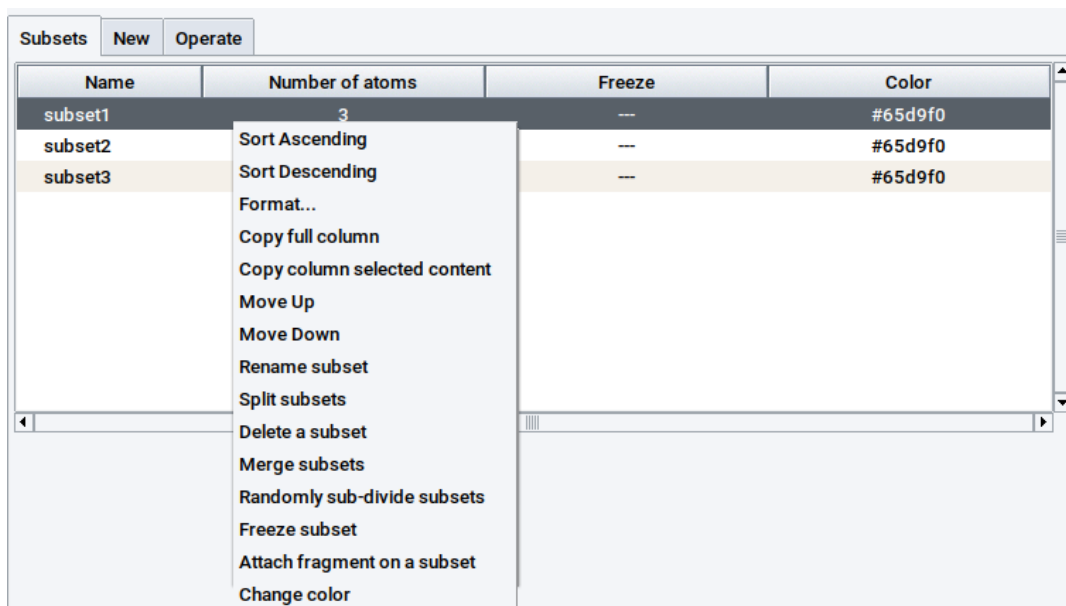 Subsets New Operate
Name Number of atoms Freeze Color
subset1 3 --- #65d9f0
subset2 --- #65d9f0
subset3 --- #65d9f0
Sort Ascending
Sort Descending
Format...
Copy full column
Copy column selected content
Move Up
Move Down
Rename subset
Split subsets
Delete a subset
Merge subsets
Randomly sub-divide subsets
Freeze subset
Attach fragment on a subset
Change color